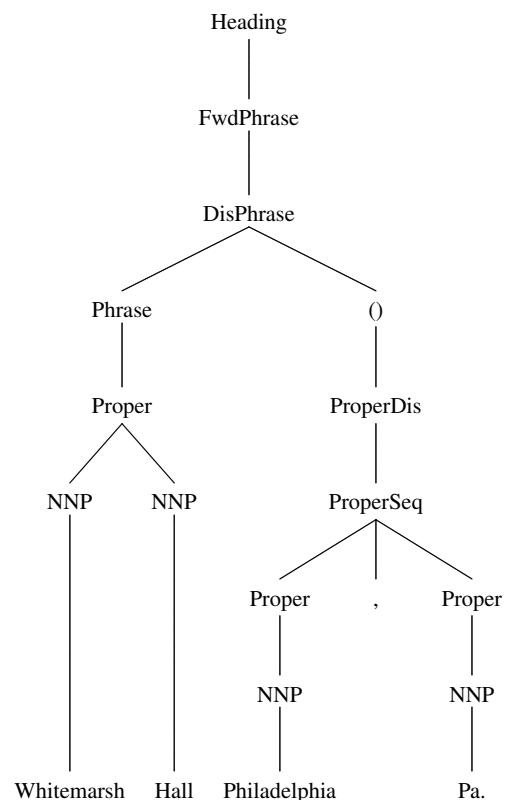 Heading
FwdPhrase
DisPhrase
Phrase ()
Proper ProperDis
NNP NNP ProperSeq
Proper , Proper
NNP NNP
Whitemarsh Hall Philadelphia Pa.